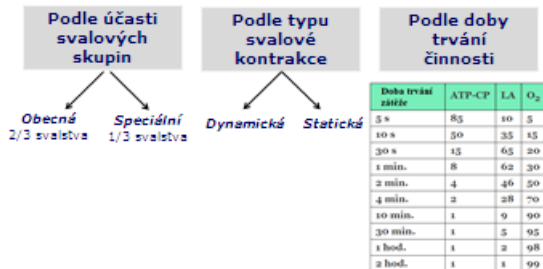 Podle účasti
svalových
skupin
Obecná
2/3 svalstva
Speciální
1/3 svalstva
Podle typu
svalové
kontrakce
Dynamická
Statická
Podle doby
trvání
činnosti
Doba trvání zátěže ATP-CP LA O₂
5 s 85 10 5
10 s 50 35 15
30 s 15 65 20
1 min. 8 62 30
2 min. 4 46 50
4 min. 2 28 70
10 min. 1 9 90
30 min. 1 5 95
1 hod. 1 2 98
2 hod. 1 1 99